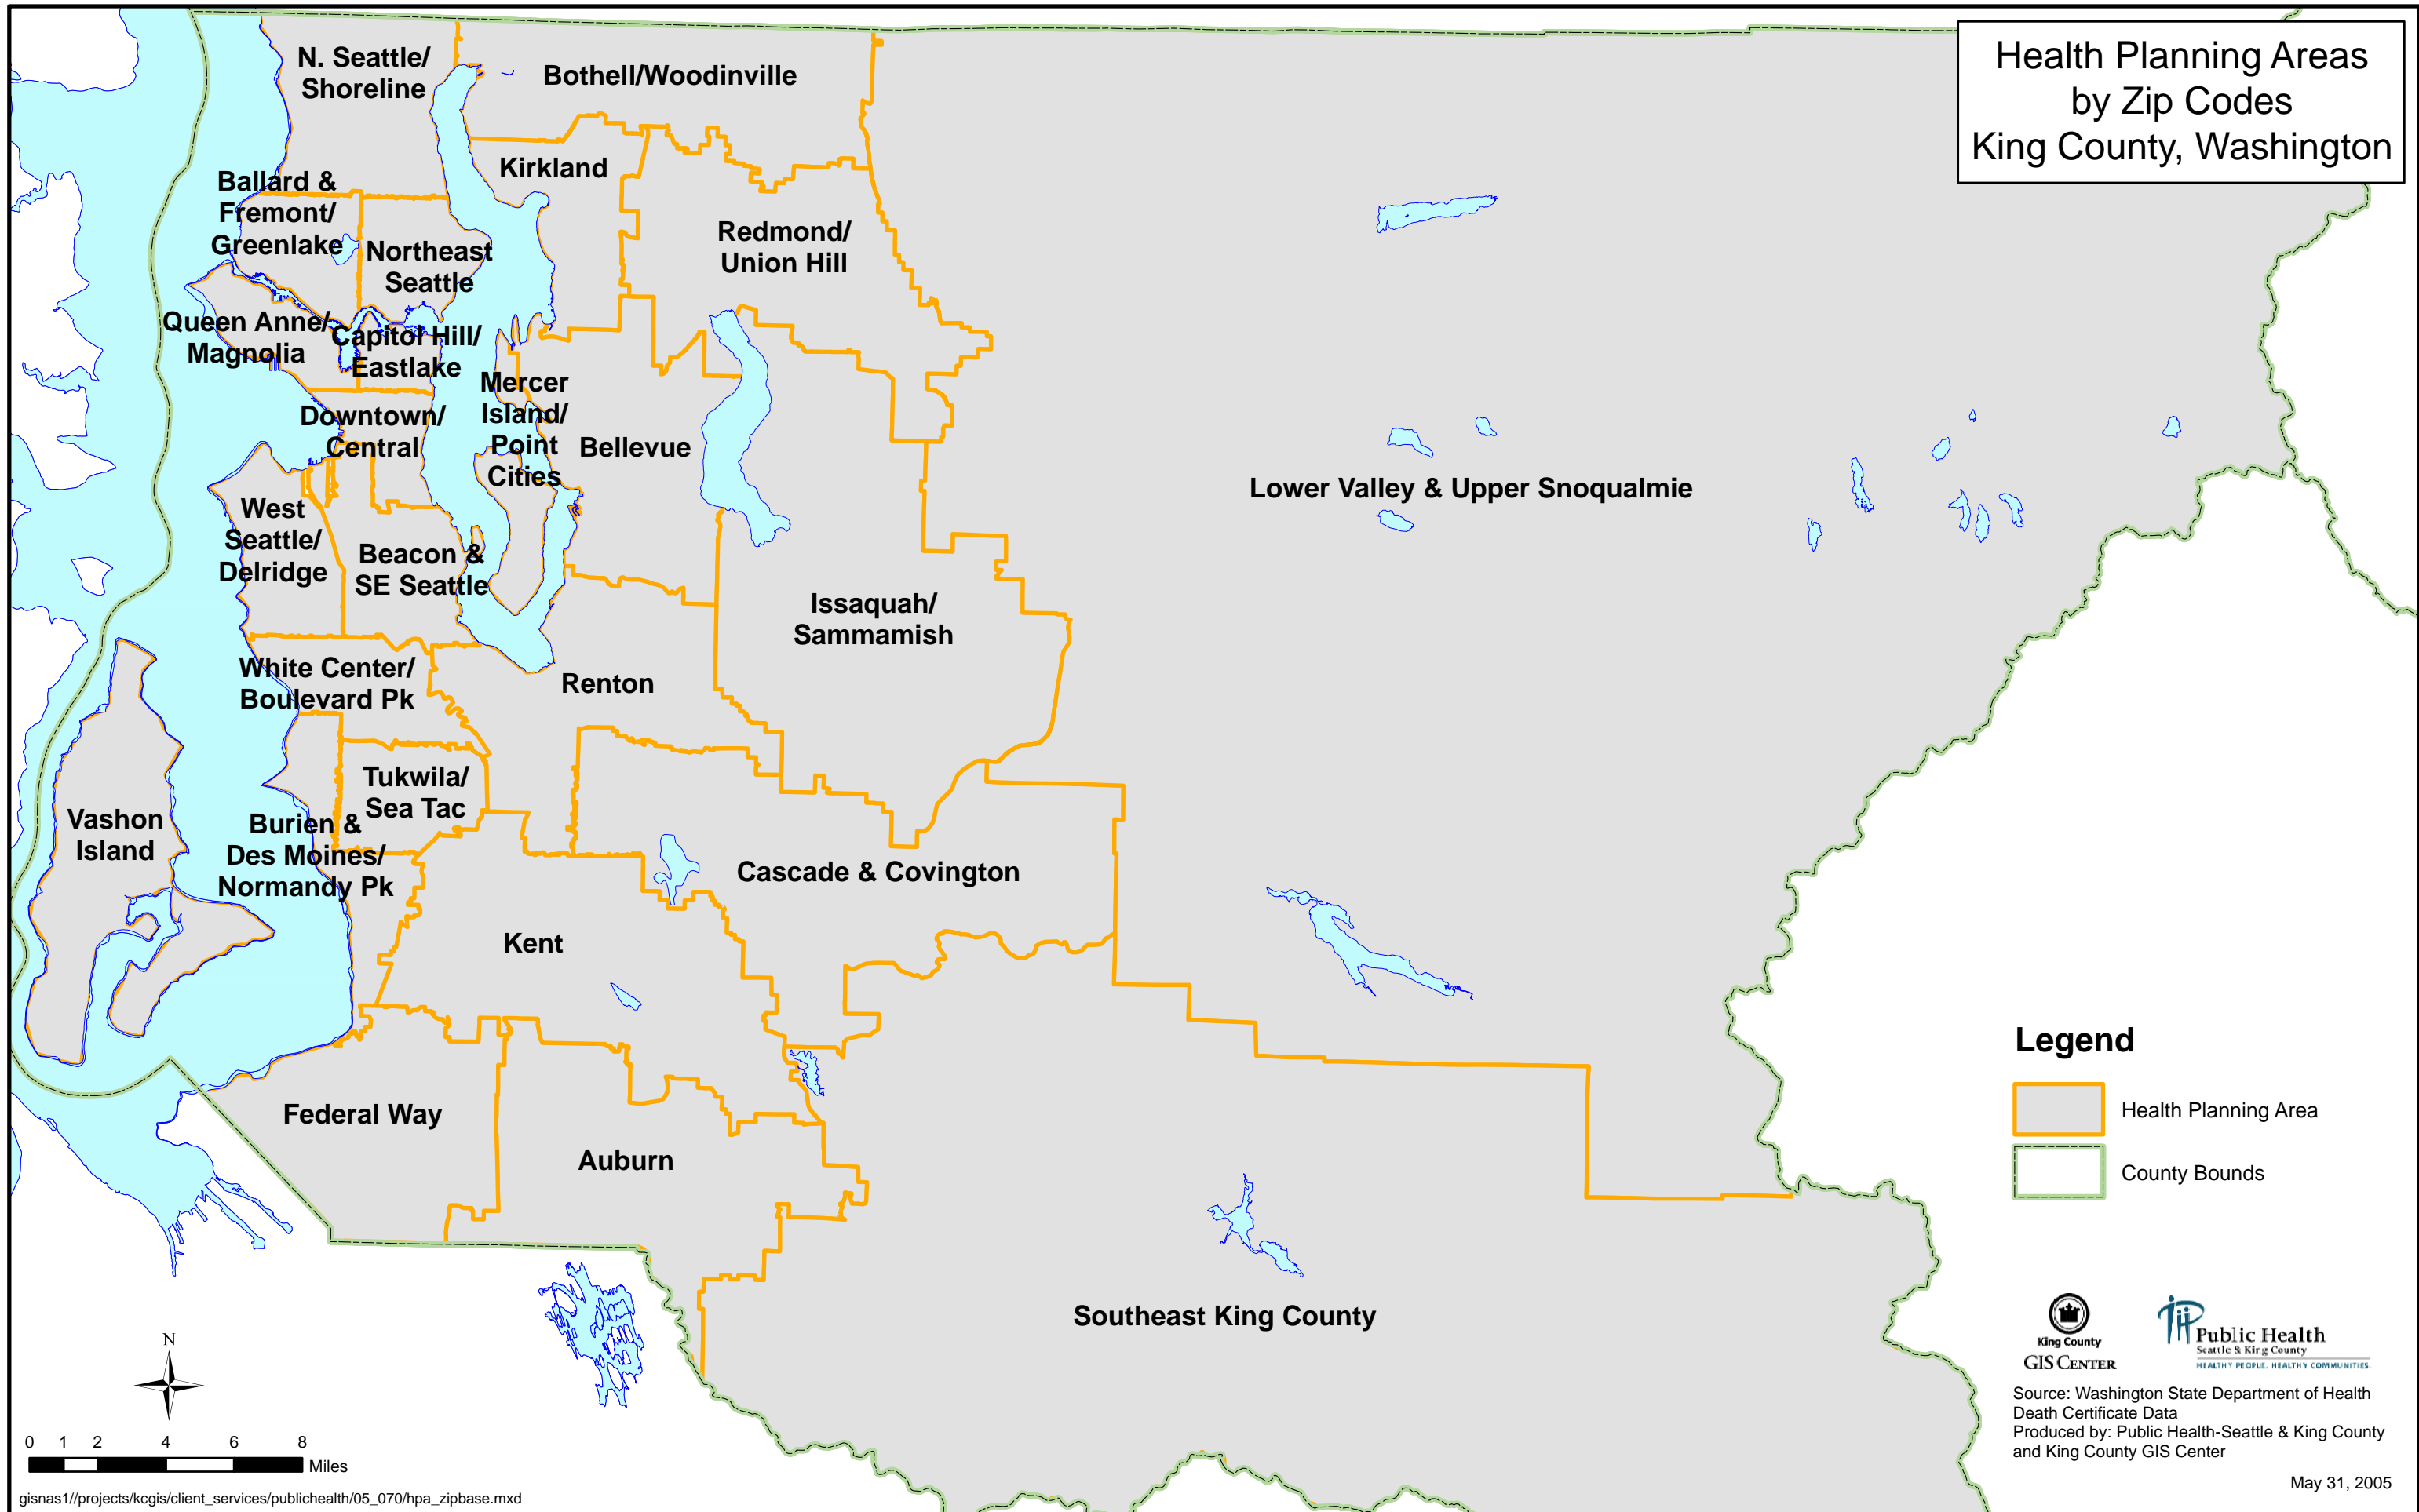 Health Planning Areas
by Zip Codes
King County, Washington
N. Seattle/
Shoreline
Bothell/Woodinville
Kirkland
Ballard &
Fremont/
Greenlake
Northeast
Seattle
Redmond/
Union Hill
Queen Anne/
Magnolia
Capitol Hill/
Eastlake
Mercer
Island/
Point
Cities
Downtown/
Central
Bellevue
Lower Valley & Upper Snoqualmie
West
Seattle/
Delridge
Beacon &
SE Seattle
Issaquah/
Sammamish
White Center/
Boulevard Pk
Renton
Tukwila/
Sea Tac
Vashon
Island
Burien &
Des Moines/
Normandy Pk
Cascade & Covington
Kent
Federal Way
Auburn
Southeast King County
Legend
Health Planning Area
County Bounds
King County
GIS CENTER
Public Health
Seattle & King County
HEALTHY PEOPLE. HEALTHY COMMUNITIES.
Source: Washington State Department of Health
Death Certificate Data
Produced by: Public Health-Seattle & King County
and King County GIS Center
May 31, 2005
N
0 1 2 4 6 8
Miles
gisnas1//projects/kcgis/client_services/publichealth/05_070/hpa_zipbase.mxd